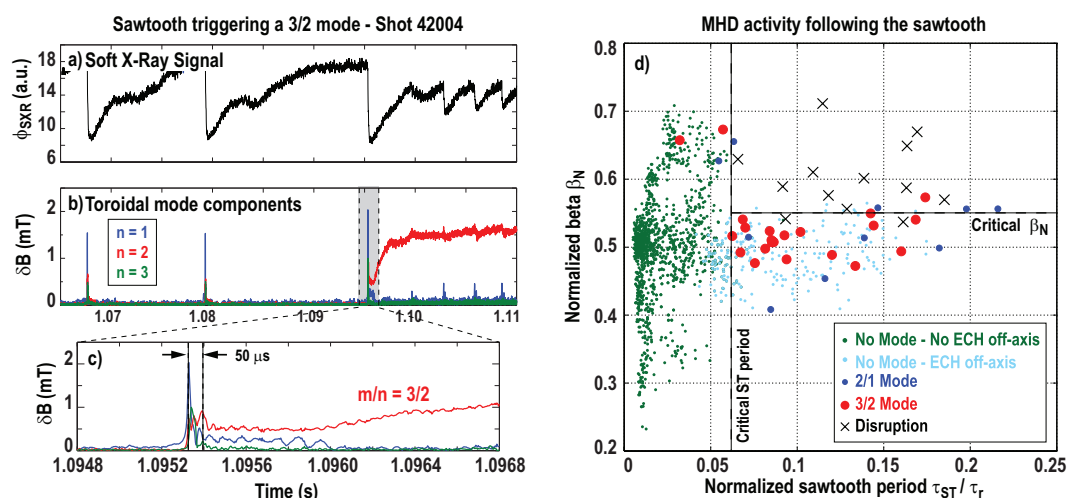 Sawtooth triggering a 3/2 mode - Shot 42004
a) Soft X-Ray Signal
ϕSXR (a.u.)
18
16
14
12
10
8
6
b) Toroidal mode components
δB (mT)
2
1
0
n = 1
n = 2
n = 3
1.07
1.08
1.09
1.10
1.11
c)
50 μs
m/n = 3/2
δB (mT)
2
1
0
1.0948
1.0952
1.0956
1.0960
1.0964
1.0968
Time (s)
MHD activity following the sawtooth
d)
Normalized beta βN
0.8
0.7
0.6
0.5
0.4
0.3
0.2
Critical βN
Critical ST period
No Mode - No ECH off-axis
No Mode - ECH off-axis
2/1 Mode
3/2 Mode
Disruption
0
0.05
0.10
0.15
0.20
0.25
Normalized sawtooth period τST / τr